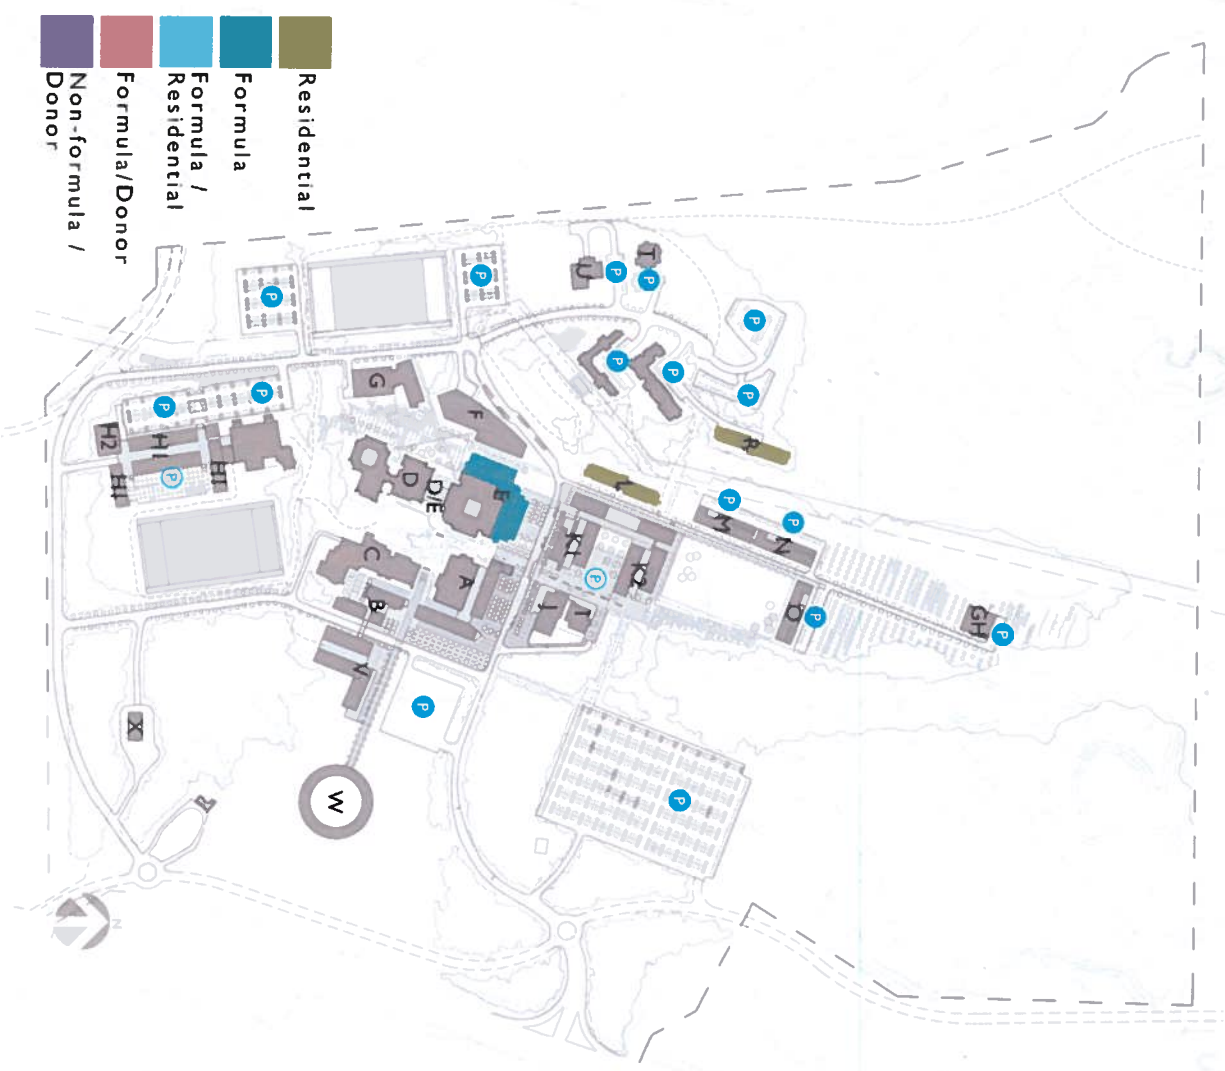 Residential
Formula
Formula /
Residential
Formula/Donor
Non-formula /
Donor
P
P
U
P
T
P
P
G
P
P
P
F
R
P
P
H2
H1
H1
H1
P
D
D/E
E
L
P
P
M
N
C
B
A
K1
K2
P
J
I
O
P
GH
P
V
P
X
W
P
N